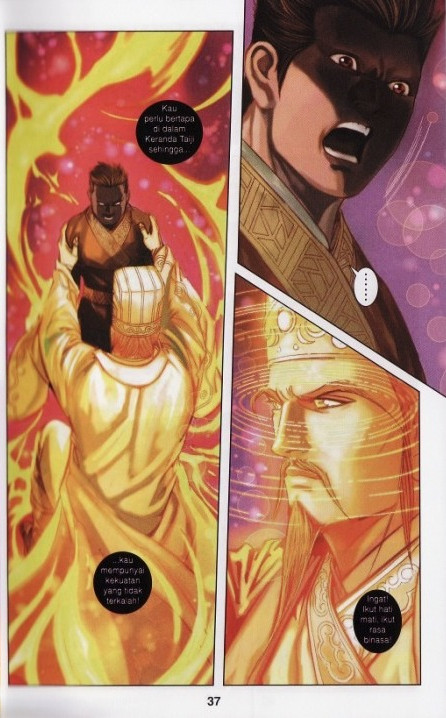 Kau
perlu bertapa
di dalam
Keranda Taiji
sehingga...
...kau
mempunyai
kekuatan
yang tidak
terkalah!
......
Ingat!
Ikut hati
mati, ikut
rasa
binasa!
37